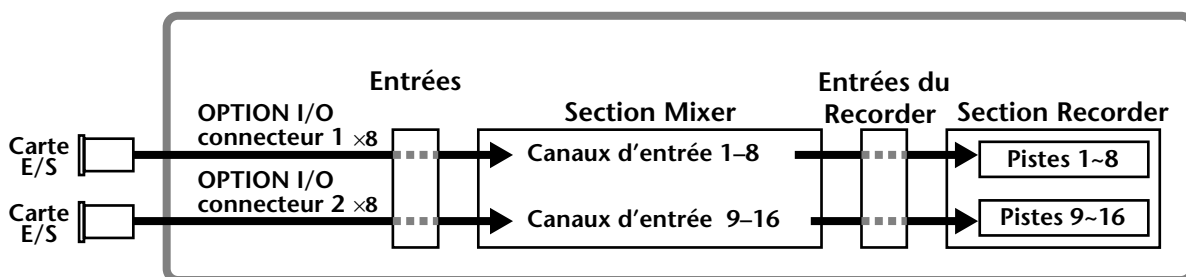 Entrées
Entrées du
Recorder
Section Mixer
Section Recorder
Carte
E/S
OPTION I/O
connecteur 1 ×8
Canaux d'entrée 1–8
Pistes 1~8
Carte
E/S
OPTION I/O
connecteur 2 ×8
Canaux d'entrée 9–16
Pistes 9~16